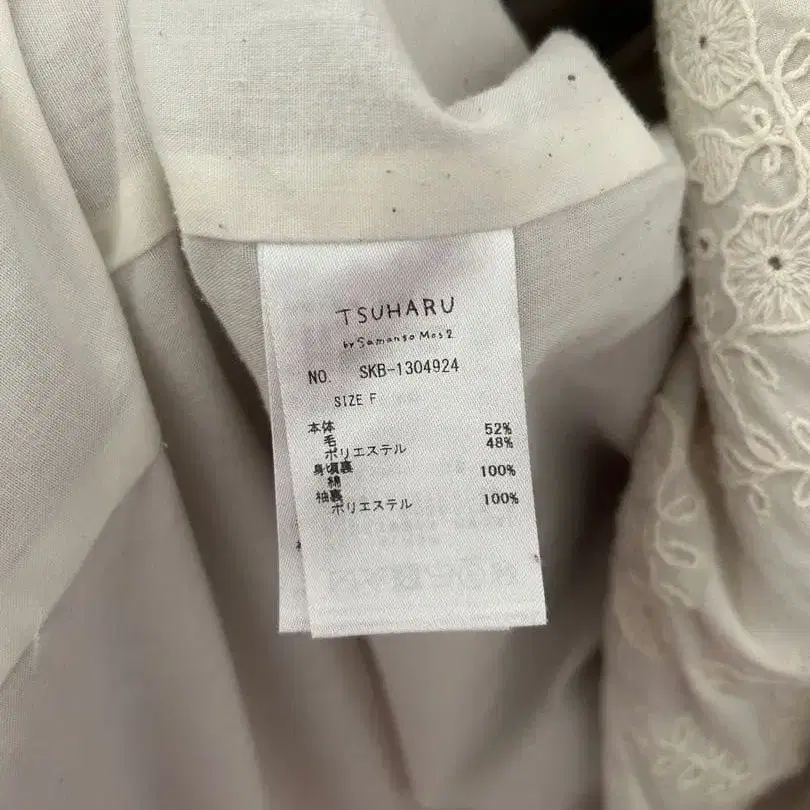 TSUHARU
by Samansa Mos2
NO. SKB-1304924
SIZE F
本体
毛 52%
ポリエステル 48%
身頃裏
綿 100%
袖裏
ポリエステル 100%